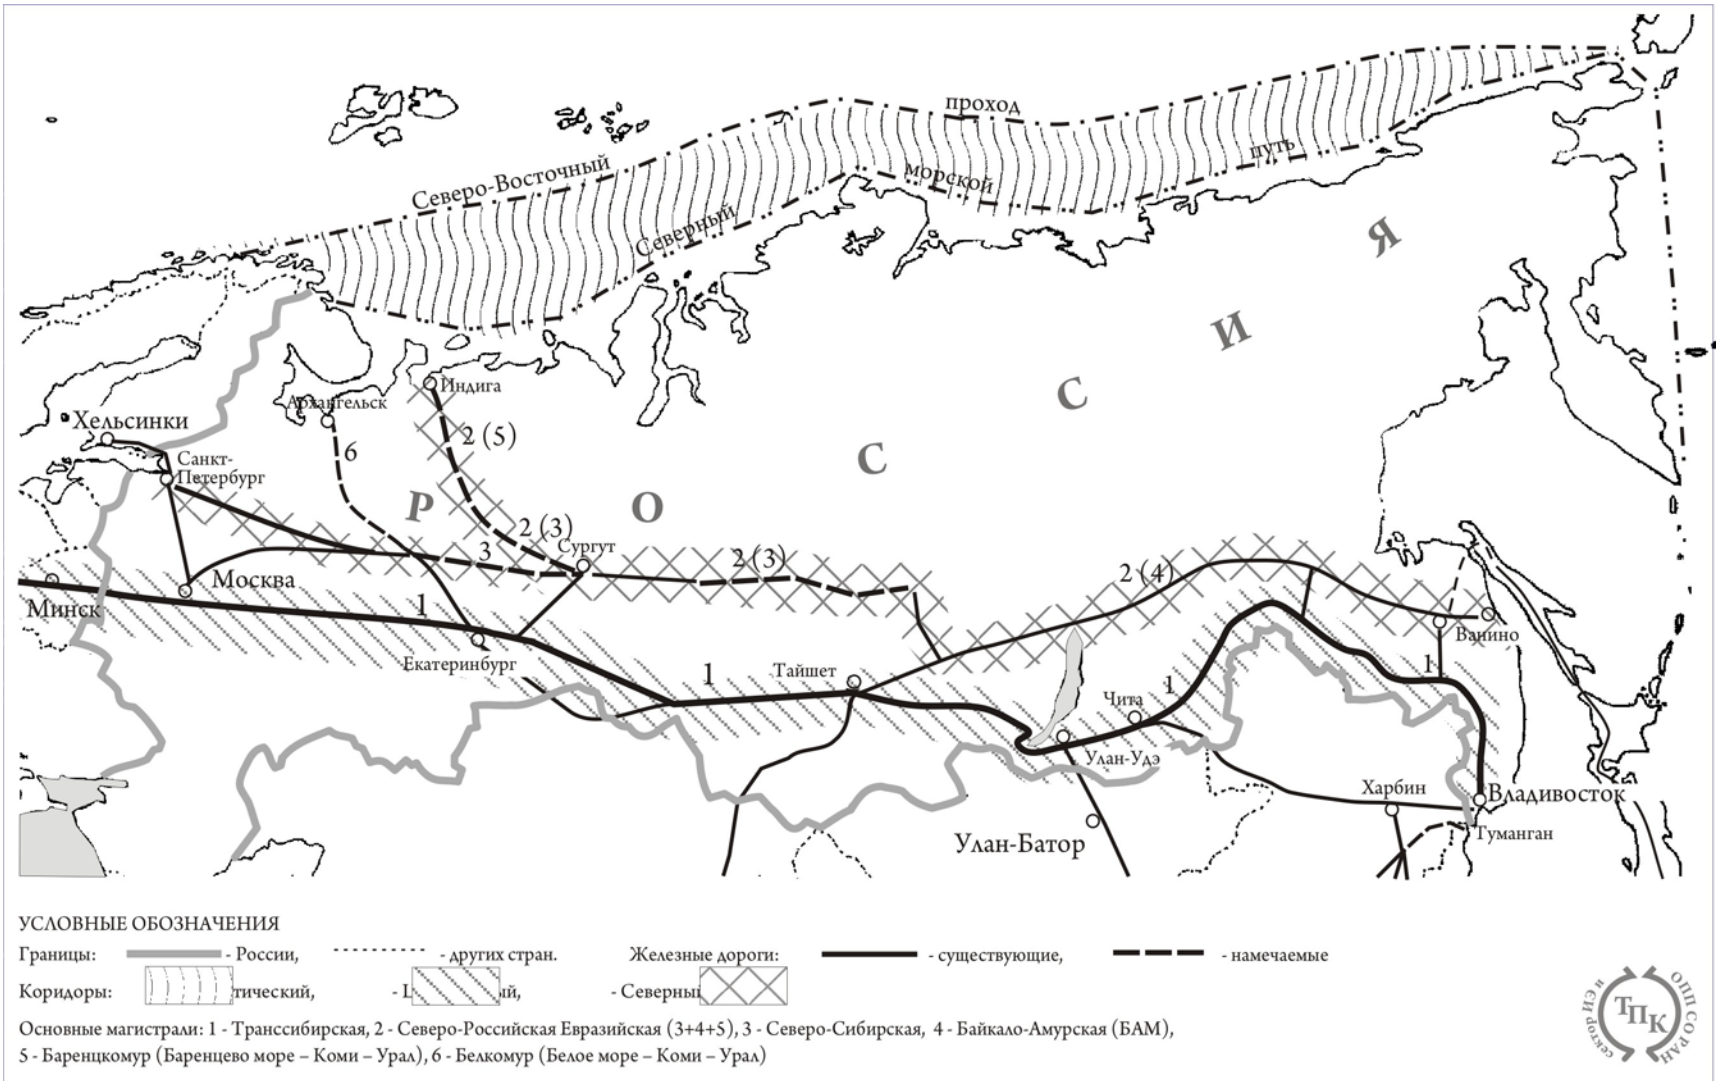 проход
Северо-Восточный
морской
путь
Северный
Я
И
С
С
О
Р
Индига
Архангельск
Хельсинки
Санкт-
Петербург
6
2 (5)
2 (3)
3
Сургут
2 (3)
2 (4)
Москва
Минск
1
Екатеринбург
1
Тайшет
Чита
1
Улан-Удэ
1
Ванино
Харбин
Владивосток
Туманган
Улан-Батор
УСЛОВНЫЕ ОБОЗНАЧЕНИЯ
Границы: - России, - других стран. Железные дороги: - существующие, - намечаемые
Коридоры: тический, - ый, - Северный
Основные магистрали: 1 - Транссибирская, 2 - Северо-Российская Евразийская (3+4+5), 3 - Северо-Сибирская, 4 - Байкало-Амурская (БАМ),
5 - Баренцкомур (Баренцево море – Коми – Урал), 6 - Белкомур (Белое море – Коми – Урал)
ТПК
сектор ЭИ и
ОПП СО РАН